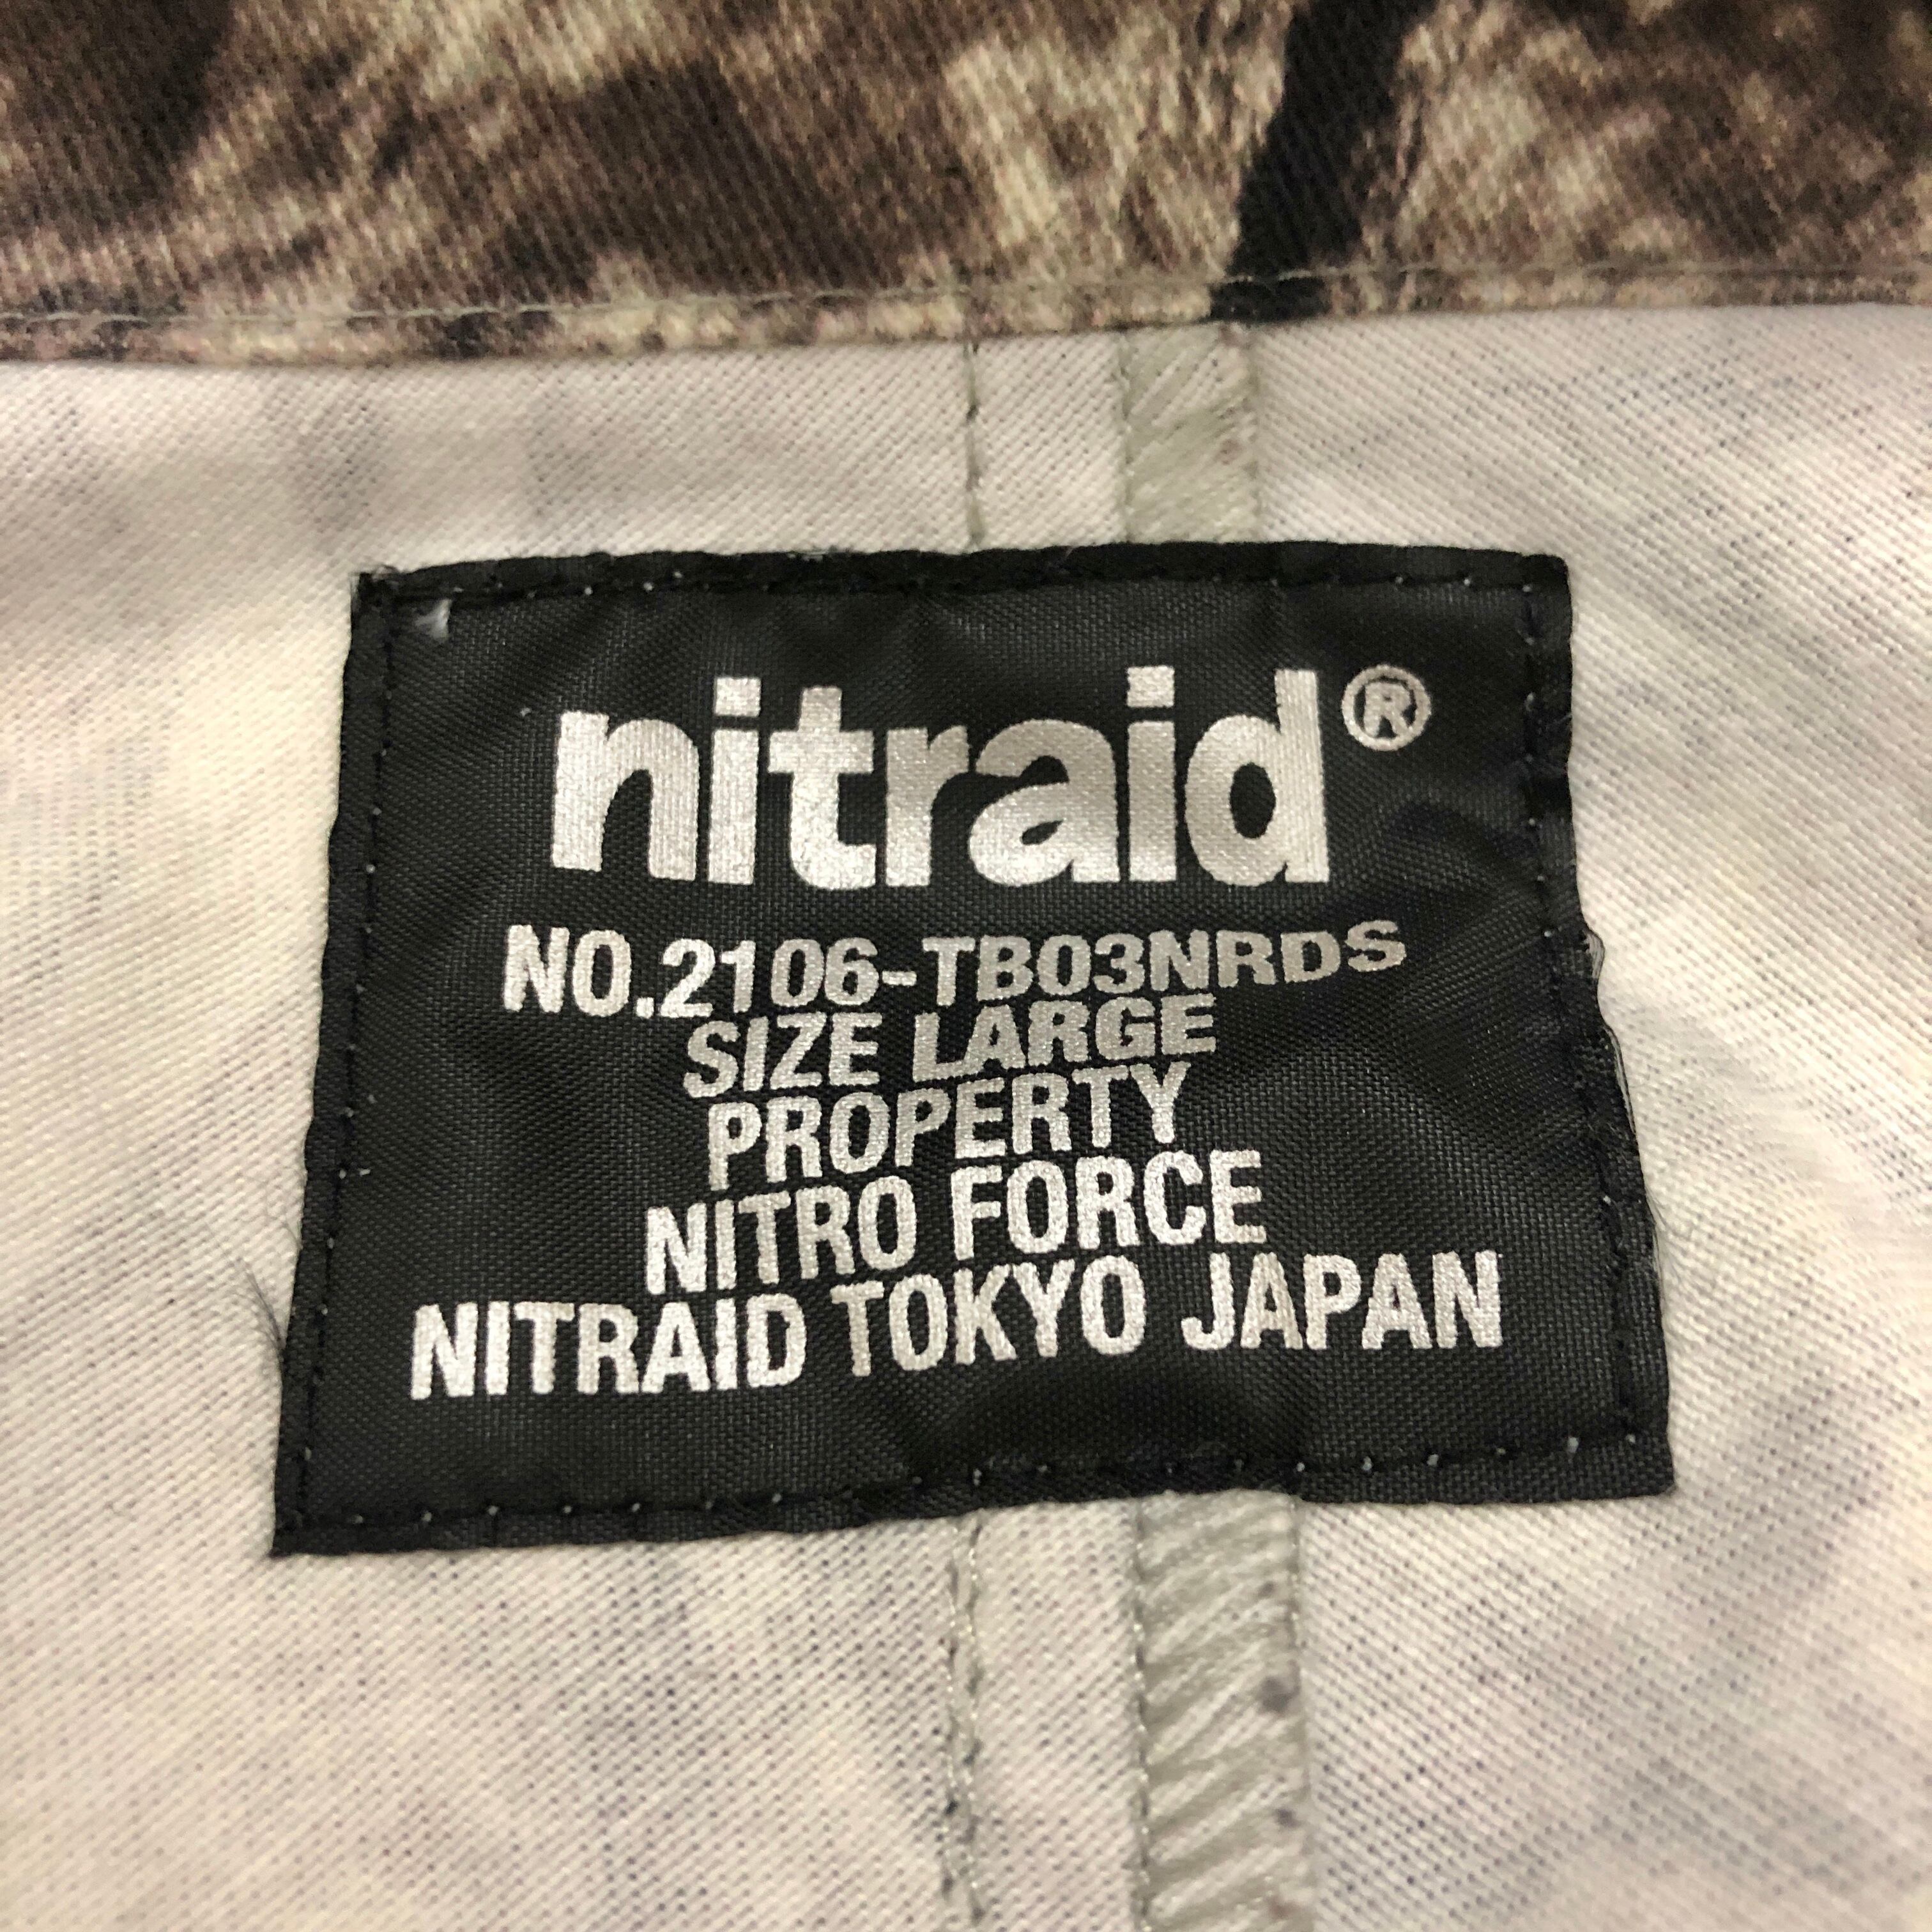 nitraid®
NO.2106-TB03NRDS
SIZE LARGE
PROPERTY
NITRO FORCE
NITRAID TOKYO JAPAN